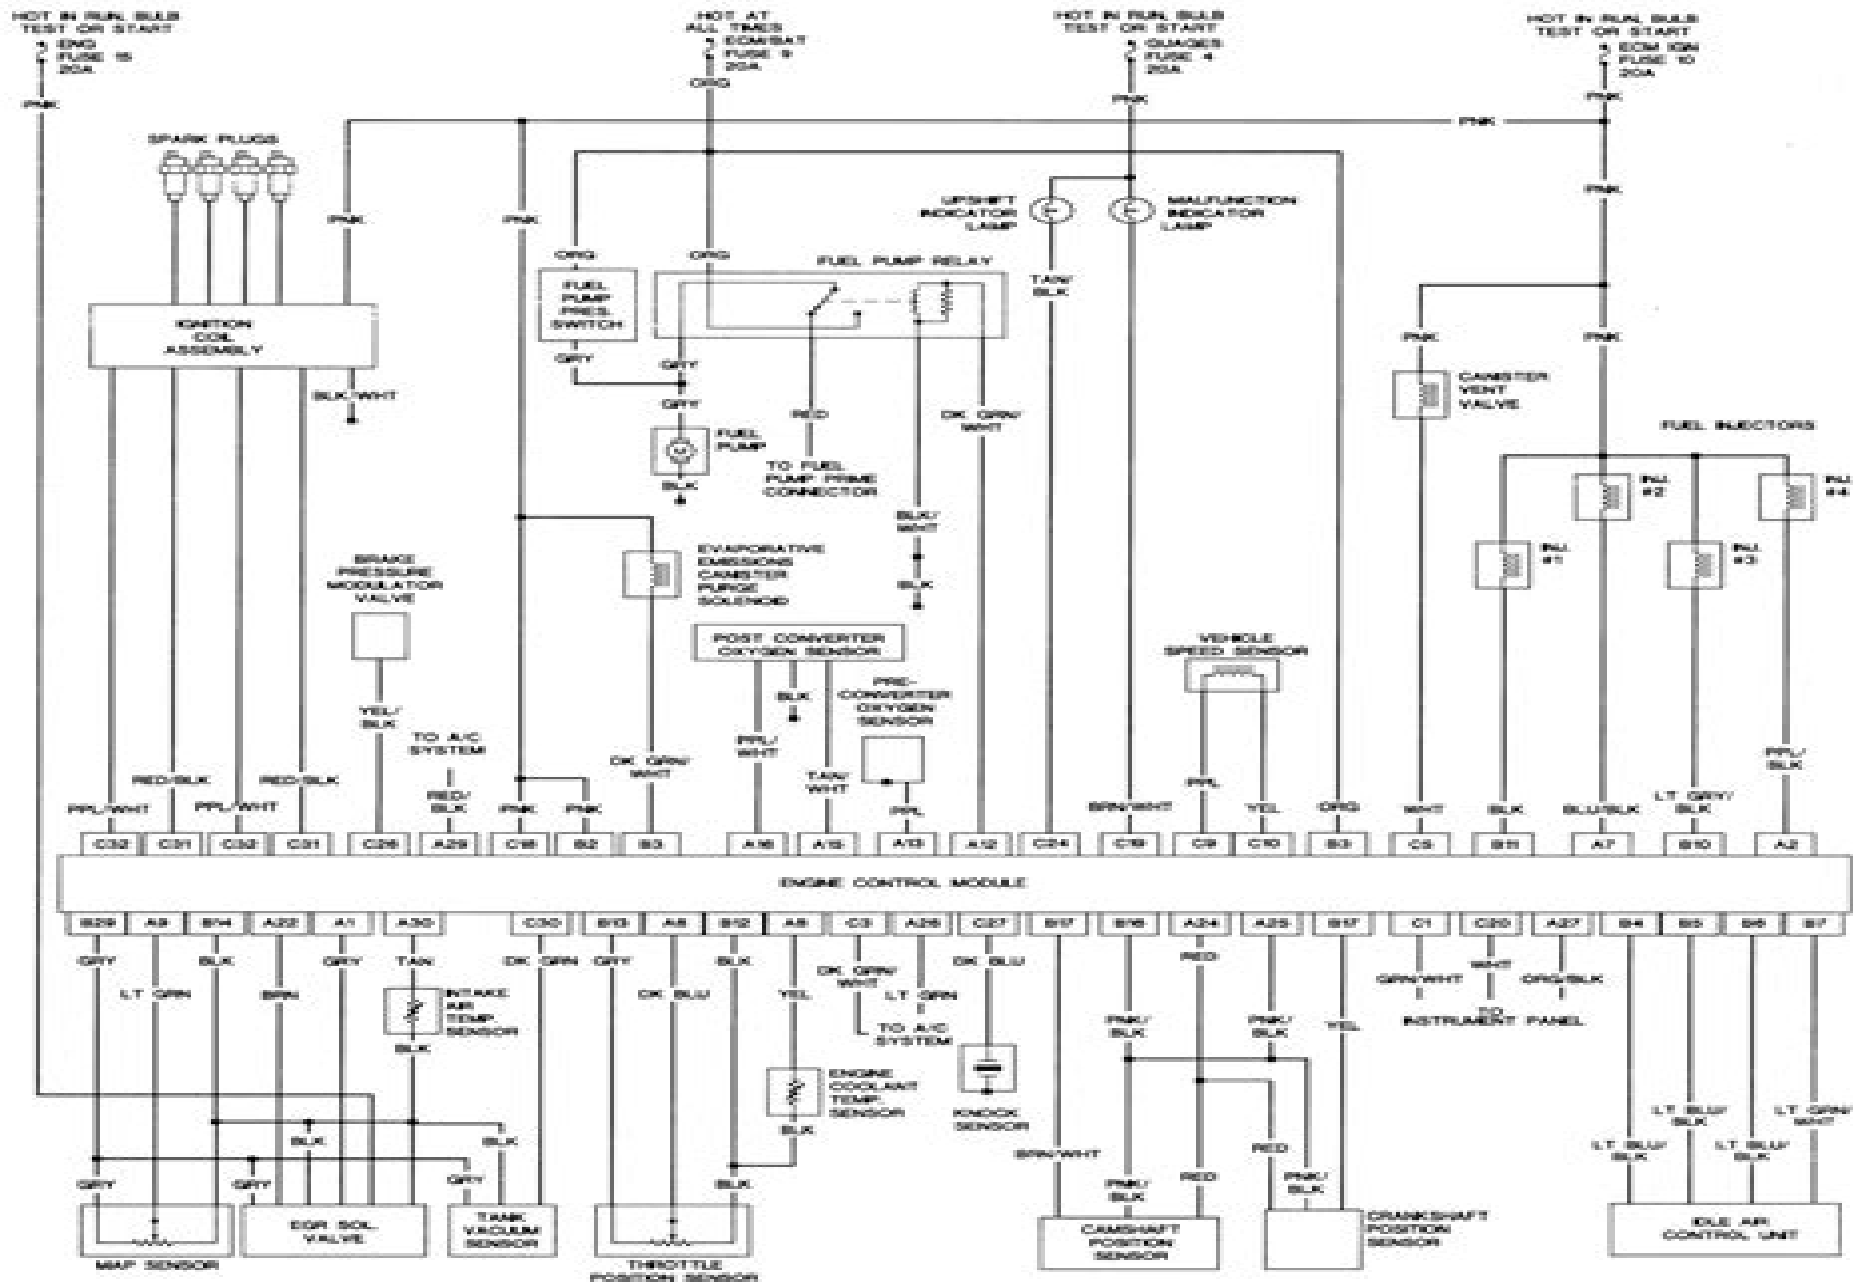 HOT IN RUN, BULB
TEST OR START
ENG
FUSE 15
20A
PNK
HOT AT
ALL TIMES
ECM/BAT
FUSE 9
20A
ORG
HOT IN RUN, BULB
TEST OR START
GUAGES
FUSE 4
20A
PNK
HOT IN RUN, BULB
TEST OR START
ECM IGN
FUSE 10
20A
PNK
PNK
SPARK PLUGS
PNK
PNK
PNK
UPSHIFT
INDICATOR
LAMP
MALFUNCTION
INDICATOR
LAMP
ORG
ORG
FUEL PUMP RELAY
TAN/
BLK
FUEL
PUMP
PRES.
SWITCH
IGNITION
COIL
ASSEMBLY
GRY
GRY
PNK
PNK
BLK/WHT
GRY
RED
DK GRN/
WHT
CANISTER
VENT
VALVE
FUEL INJECTORS
FUEL
PUMP
BLK
TO FUEL
PUMP PRIME
CONNECTOR
INJ.
#2
INJ.
#4
BLK/
WHT
BLK
INJ.
#1
INJ.
#3
BRAKE
PRESSURE
MODULATOR
VALVE
EVAPORATIVE
EMISSIONS
CANISTER
PURGE
SOLENOID
POST CONVERTER
OXYGEN SENSOR
VEHICLE
SPEED SENSOR
BLK
PRE-
CONVERTER
OXYGEN
SENSOR
YEL/
BLK
TO A/C
SYSTEM
PPL/
WHT
TAN/
WHT
DK GRN/
WHT
PPL/
BLK
PPL/WHT
RED/BLK
PPL/WHT
RED/BLK
RED/
BLK
PNK
PNK
PPL
BRN/WHT
PPL
YEL
ORG
WHT
BLK
BLU/BLK
LT GRY/
BLK
C32 C31 C32 C31 C26 A29 C18 B2 B3 A16 A13 A12 C24 C19 C9 C10 B3 C5 B11 A7 B10 A2
ENGINE CONTROL MODULE
B29 A9 B14 A22 A1 A30 C30 B13 A8 B12 C3 A26 C27 B17 B16 A24 A25 B17 C1 C20 A27 B4 B5 B6 B7
GRY
LT GRN
BLK
BRN
GRY
TAN
DK GRN
GRY
DK BLU
BLK
YEL
DK GRN/
WHT
LT GRN
DK BLU
RED
GRN/WHT
WHT
ORG/BLK
INTAKE
AIR
TEMP.
SENSOR
BLK
TO A/C
SYSTEM
PNK/
BLK
PNK/
BLK
YEL
TO
INSTRUMENT PANEL
ENGINE
COOLANT
TEMP.
SENSOR
BLK
KNOCK
SENSOR
BLK
BLK
BRN/WHT
RED
LT BLU/
BLK
LT BLU/
BLK
LT BLU/
BLK
LT GRN/
WHT
GRY
GRY
GRY
BLK
PNK/
BLK
RED
PNK/
BLK
MAP SENSOR
EGR SOL.
VALVE
TANK
VACUUM
SENSOR
THROTTLE
POSITION SENSOR
CAMSHAFT
POSITION
SENSOR
CRANKSHAFT
POSITION
SENSOR
IDLE AIR
CONTROL UNIT